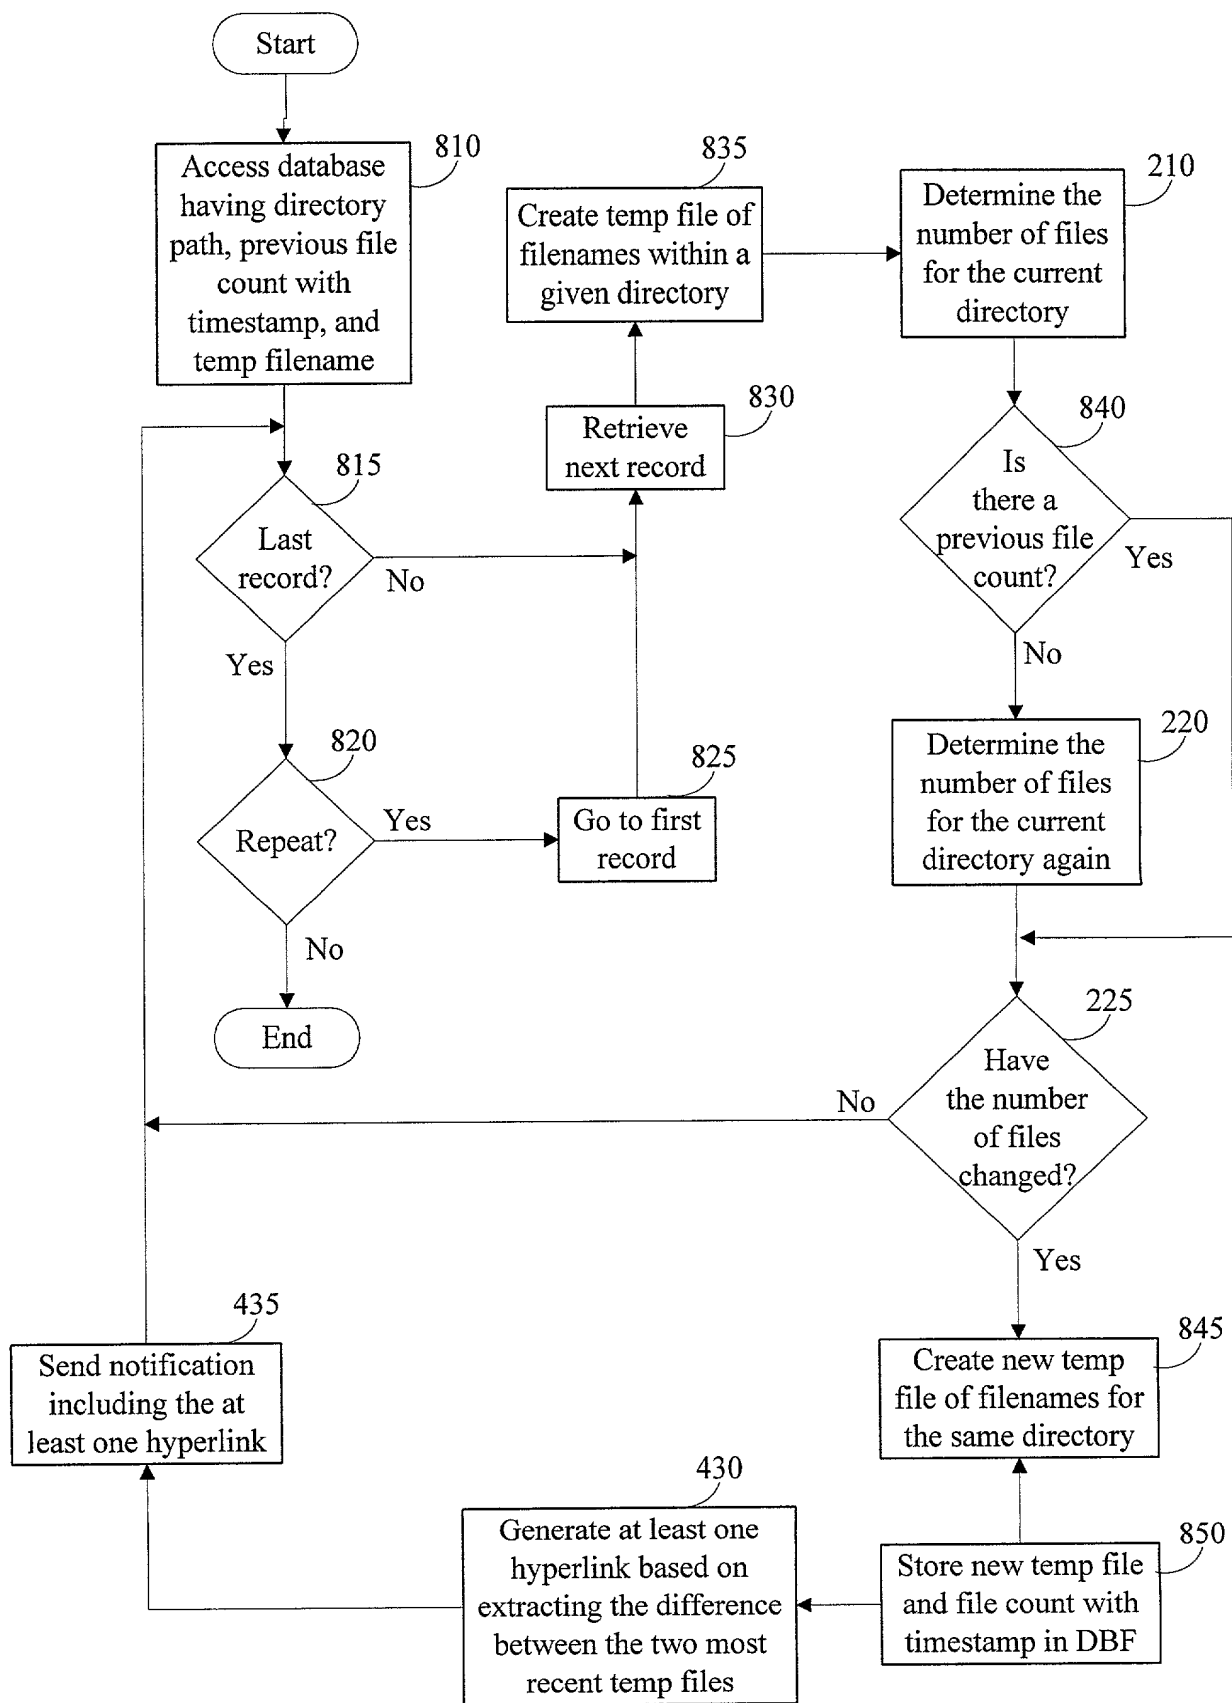 Start
810
Access database
having directory
path, previous file
count with
timestamp, and
temp filename
815
Last
record?
No
Yes
820
Repeat?
Yes
No
End
825
Go to first
record
830
Retrieve
next record
835
Create temp file of
filenames within a
given directory
210
Determine the
number of files
for the current
directory
840
Is
there a
previous file
count?
Yes
No
220
Determine the
number of files
for the current
directory again
225
Have
the number
of files
changed?
No
Yes
845
Create new temp
file of filenames for
the same directory
850
Store new temp file
and file count with
timestamp in DBF
430
Generate at least one
hyperlink based on
extracting the difference
between the two most
recent temp files
435
Send notification
including the at
least one hyperlink